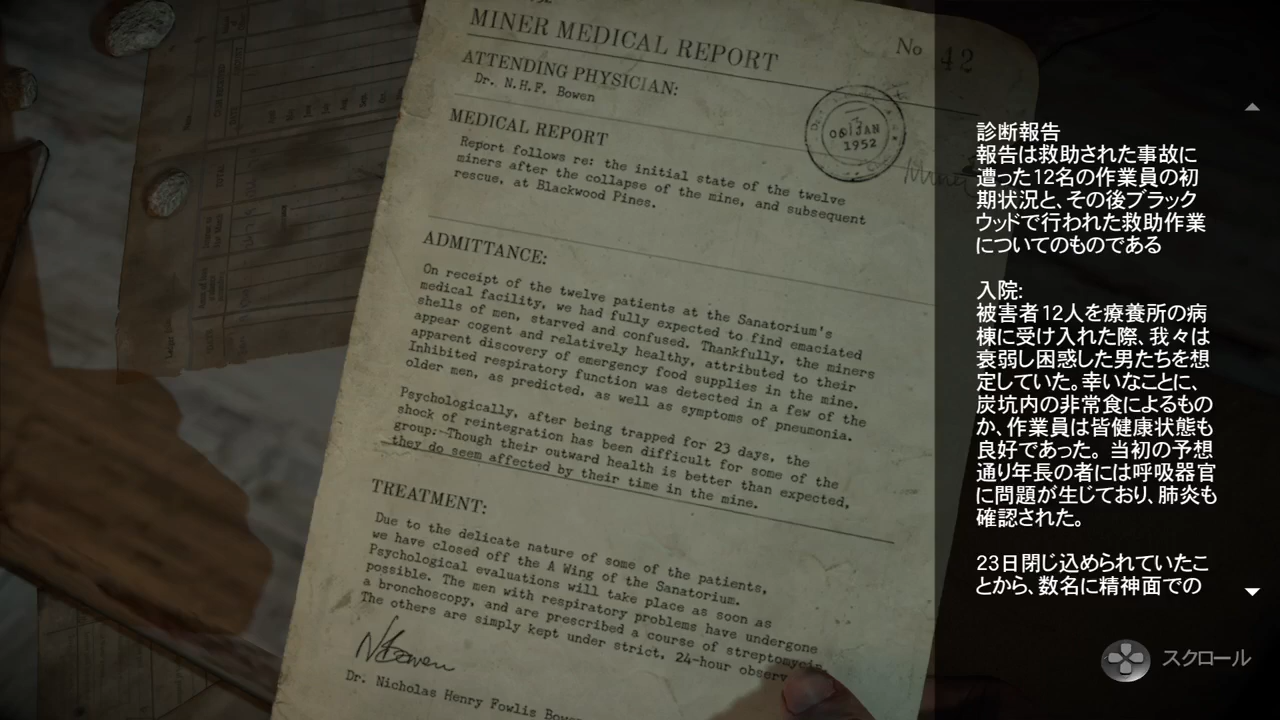 MINER MEDICAL REPORT
No 42
ATTENDING PHYSICIAN:
Dr. N.H.F. Bowen
06 JAN
1952
MEDICAL REPORT
Report follows re: the initial state of the twelve
miners after the collapse of the mine, and subsequent
rescue, at Blackwood Pines.
ADMITTANCE:
On receipt of the twelve patients at the Sanatorium's
medical facility, we had fully expected to find emaciated
shells of men, starved and confused. Thankfully, the miners
appear cogent and relatively healthy, attributed to their
apparent discovery of emergency food supplies in the mine.
Inhibited respiratory function was detected in a few of the
older men, as predicted, as well as symptoms of pneumonia.
Psychologically, after being trapped for 23 days, the
shock of reintegration has been difficult for some of the
group. Though their outward health is better than expected,
they do seem affected by their time in the mine.
TREATMENT:
Due to the delicate nature of some of the patients,
we have closed off the A Wing of the Sanatorium.
Psychological evaluations will take place as soon as
possible. The men with respiratory problems have undergone
a bronchoscopy, and are prescribed a course of streptomycin.
The others are simply kept under strict, 24-hour observ
NBowen
Dr. Nicholas Henry Fowlis Bowen
診断報告
報告は救助された事故に
遭った12名の作業員の初
期状況と、その後ブラック
ウッドで行われた救助作業
についてのものである
入院:
被害者12人を療養所の病
棟に受け入れた際、我々は
衰弱し困惑した男たちを想
定していた。幸いなことに、
炭坑内の非常食によるもの
か、作業員は皆健康状態も
良好であった。当初の予想
通り年長の者には呼吸器官
に問題が生じており、肺炎も
確認された。
23日閉じ込められていたこ
とから、数名に精神面での
スクロール